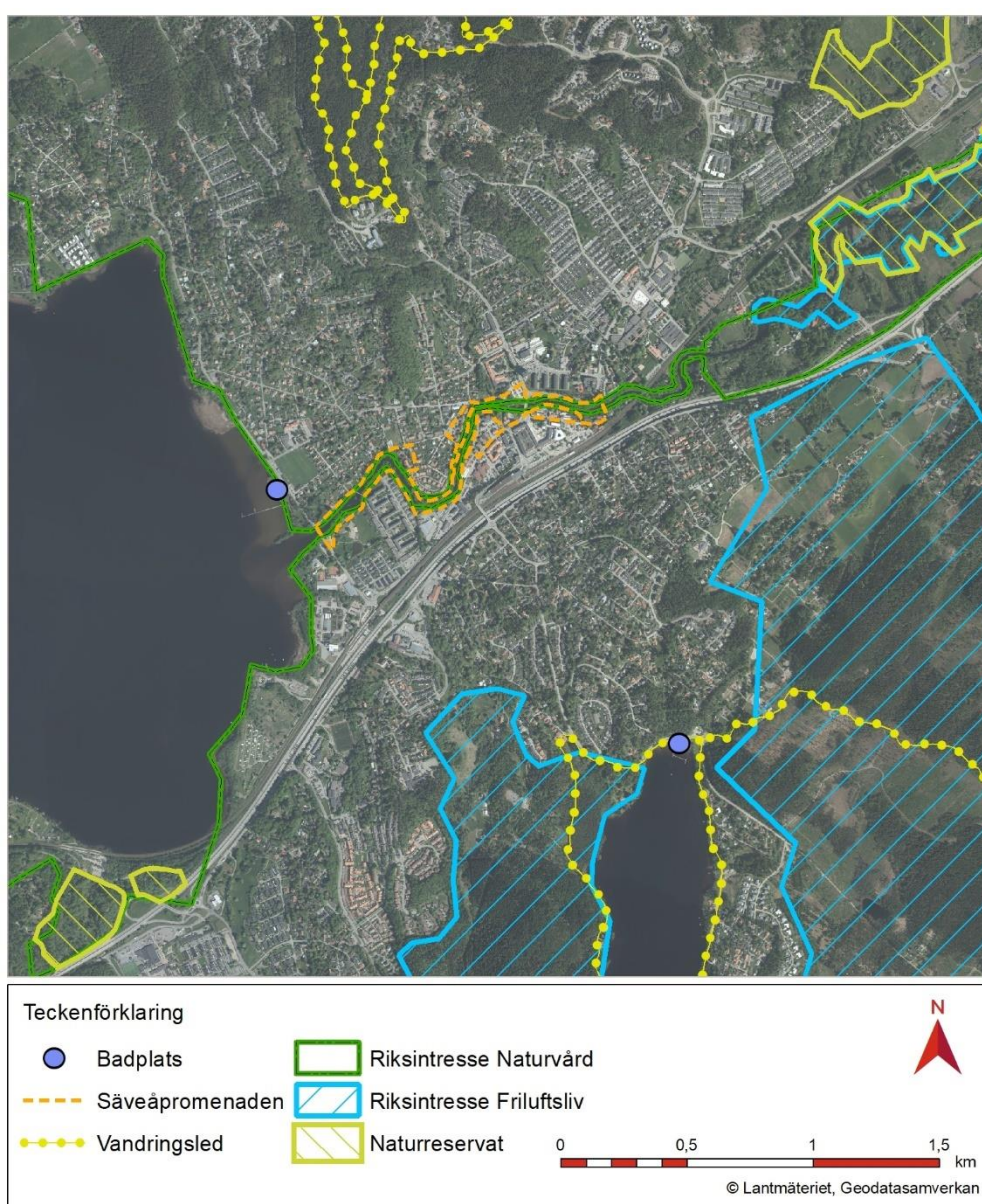 Teckenförklaring
N
Badplats
Riksintresse Naturvård
Säveåpromenaden
Riksintresse Friluftsliv
Vandringsled
Naturreservat
0 0,5 1 1,5
km
© Lantmäteriet, Geodatasamverkan